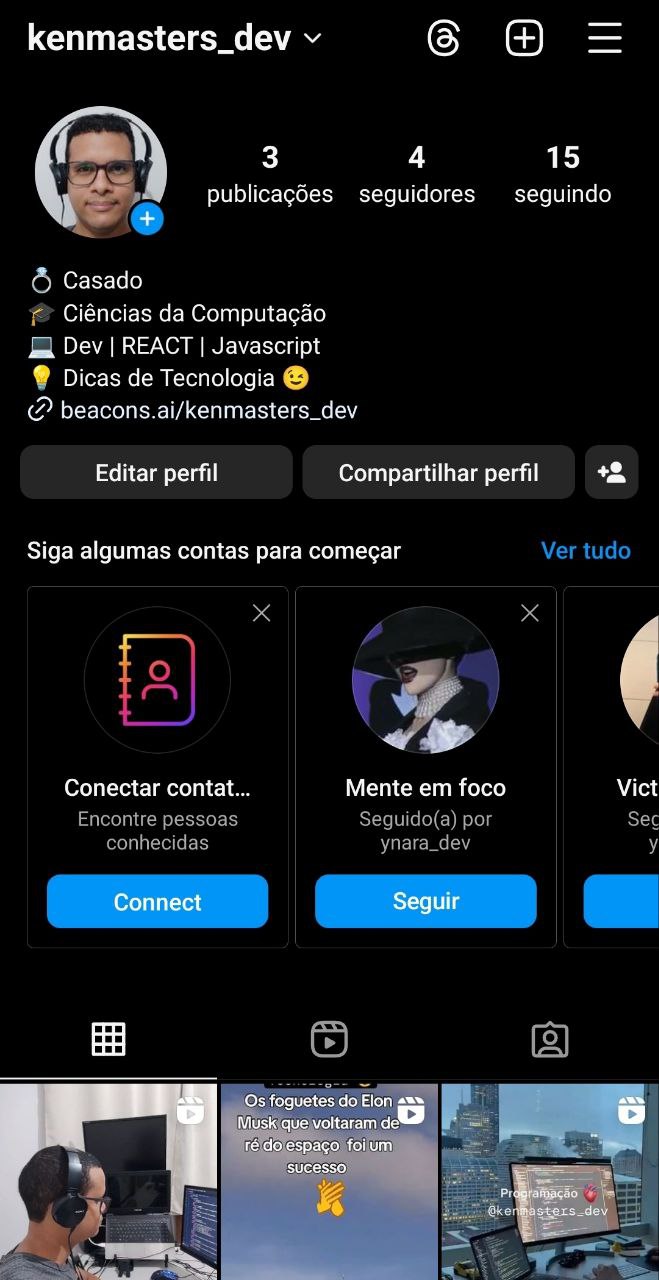 kenmasters_dev
3 4 15
publicações seguidores seguindo
💍 Casado
🎓 Ciências da Computação
💻 Dev | REACT | Javascript
💡 Dicas de Tecnologia 😉
beacons.ai/kenmasters_dev
Editar perfil Compartilhar perfil
Siga algumas contas para começar Ver tudo
Conectar contat... Mente em foco Vict
Encontre pessoas Seguido(a) por Seg
conhecidas ynara_dev y
Connect Seguir
Os foguetes do Elon
Musk que voltaram de
ré do espaço foi um
sucesso
👏
Programação
@kenmasters_dev